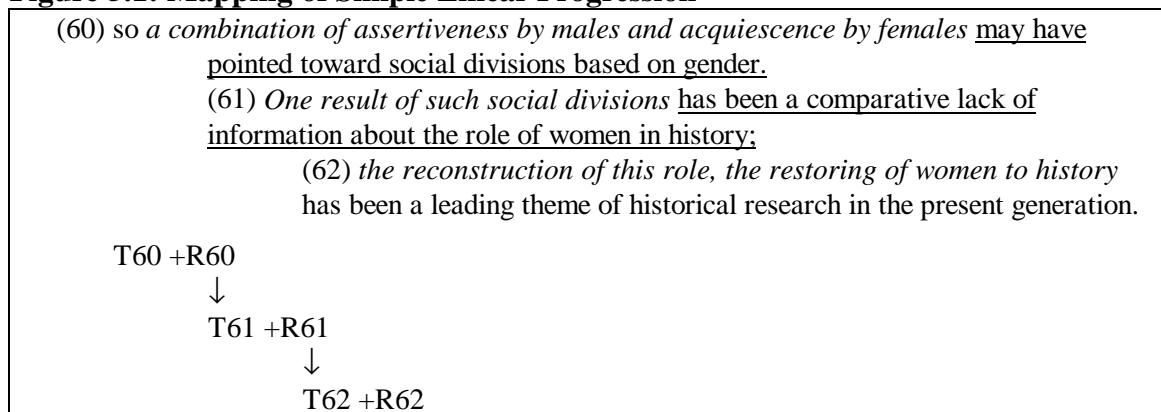 Figure Mapping of Simple Linear Progression
(60) so a combination of assertiveness by males and acquiescence by females may have
pointed toward social divisions based on gender.
(61) One result of such social divisions has been a comparative lack of
information about the role of women in history;
(62) the reconstruction of this role, the restoring of women to history
has been a leading theme of historical research in the present generation.
T60 +R60
↓
T61 +R61
↓
T62 +R62